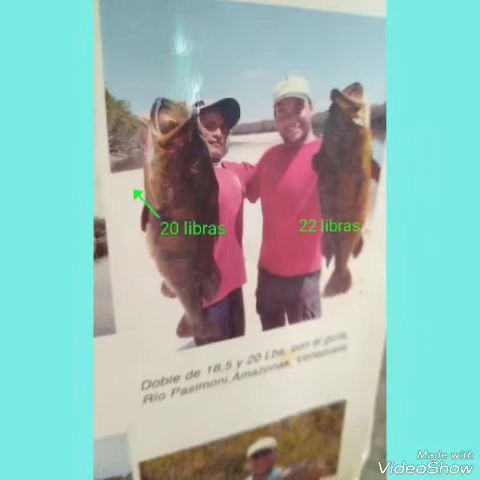 20 libras
22 libras
Doble de 18,5 y 20 Lbs, con el guía,
Río Pasimoni, Amazonas, Venezuela
Made with
VideoShow